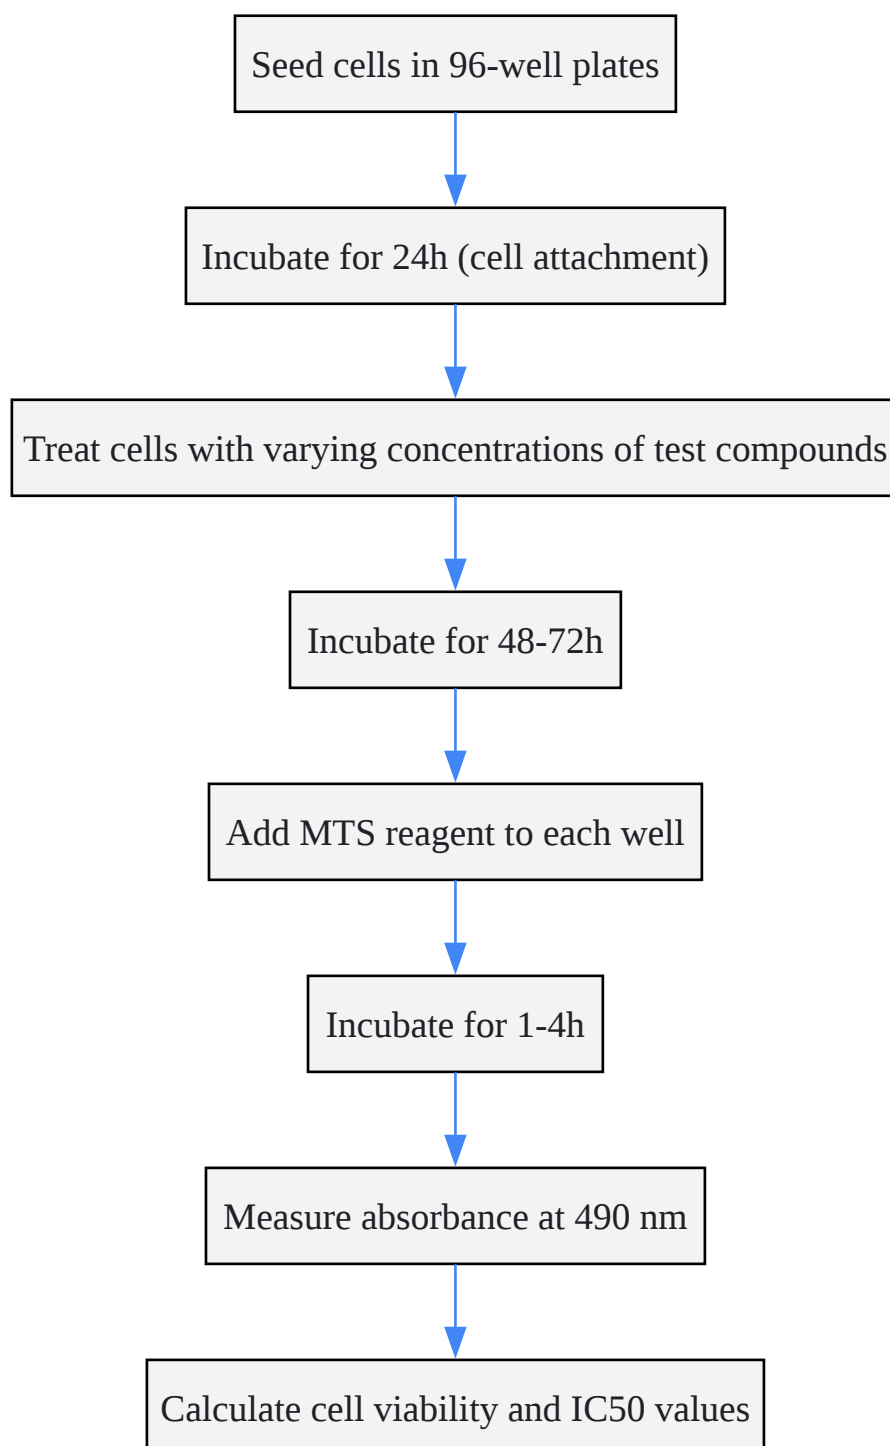 Seed cells in 96-well plates
Incubate for 24h (cell attachment)
Treat cells with varying concentrations of test compounds
Incubate for 48-72h
Add MTS reagent to each well
Incubate for 1-4h
Measure absorbance at 490 nm
Calculate cell viability and IC50 values